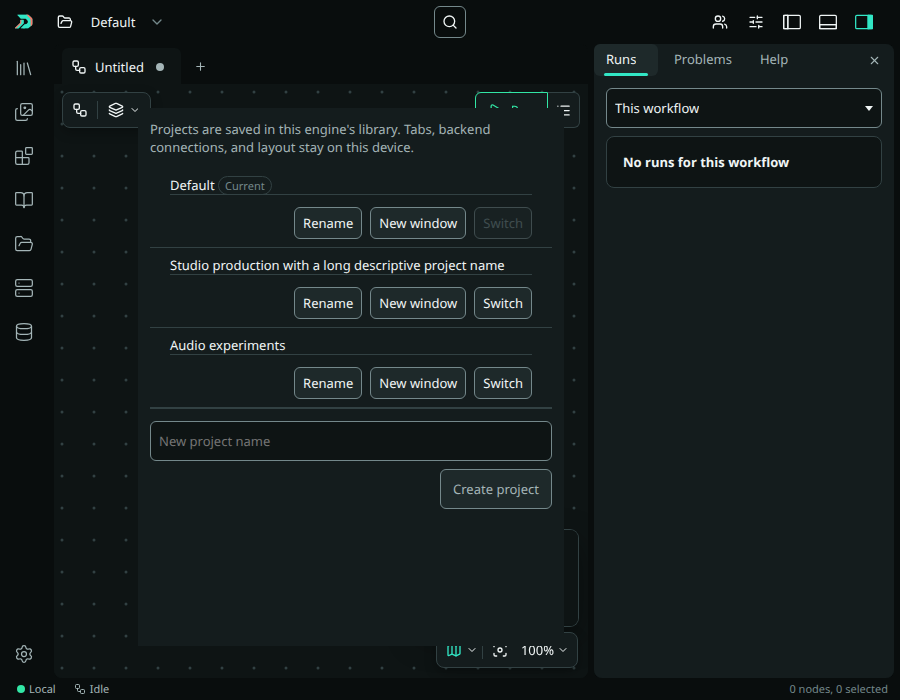 Default
Untitled
Runs
Problems
Help
This workflow
No runs for this workflow
Projects are saved in this engine's library. Tabs, backend
connections, and layout stay on this device.
Default
Current
Rename
New window
Switch
Studio production with a long descriptive project name
Rename
New window
Switch
Audio experiments
Rename
New window
Switch
New project name
Create project
100%
Local
Idle
0 nodes, 0 selected